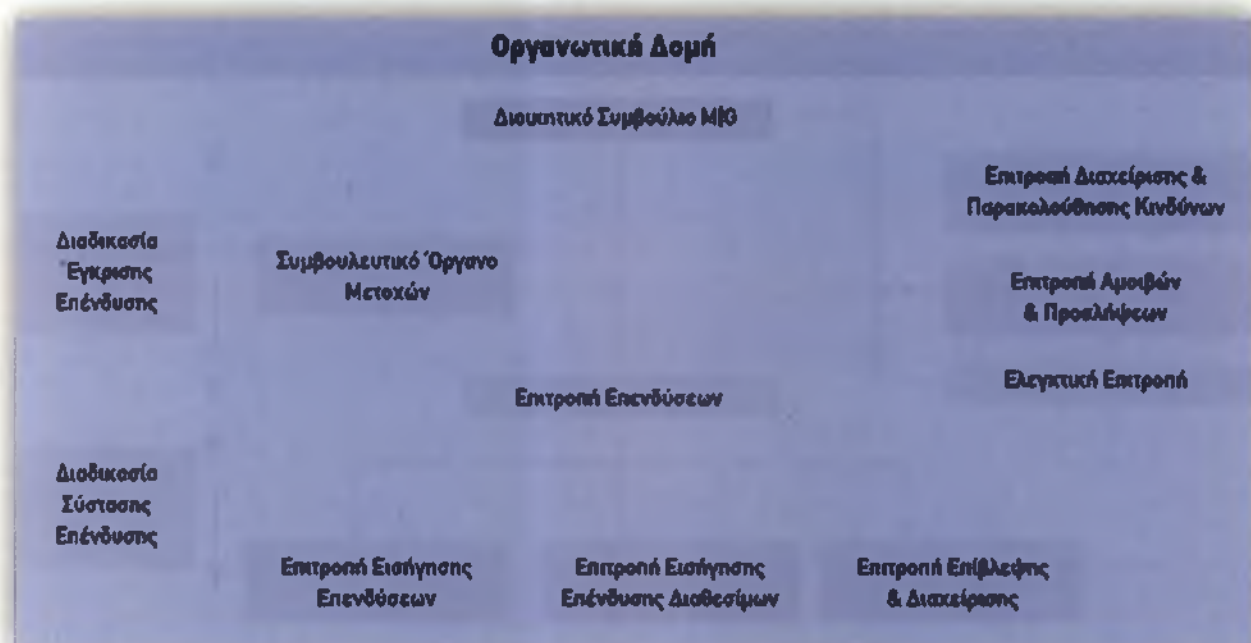 Οργανωτική Δομή
Διοικητικό Συμβούλιο MIG
Επιτροπή Διαχείρισης &
Παρακολούθησης Κινδύνων
Διαδικασία
Έγκρισης
Επένδυσης
Συμβουλευτικό Όργανο
Μετοχών
Επιτροπή Αμοιβών
& Προσλήψεων
Ελεγκτική Επιτροπή
Επιτροπή Επενδύσεων
Διαδικασία
Σύστασης
Επένδυσης
Επιτροπή Εισήγησης
Επενδύσεων
Επιτροπή Εισήγησης
Επένδυσης Διαθεσίμων
Επιτροπή Επίβλεψης
& Διαχείρισης